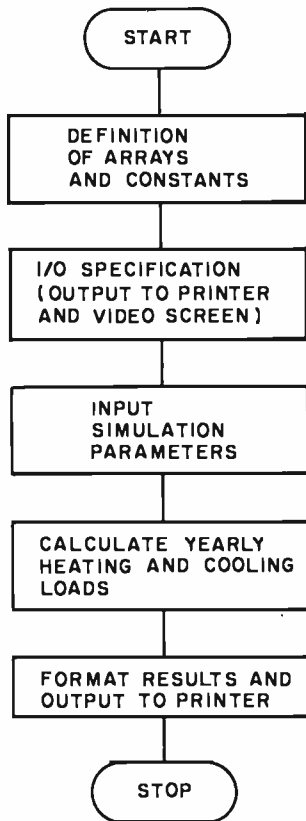 START
DEFINITION
OF ARRAYS
AND CONSTANTS
I/O SPECIFICATION
(OUTPUT TO PRINTER
AND VIDEO SCREEN)
INPUT
SIMULATION
PARAMETERS
CALCULATE YEARLY
HEATING AND COOLING
LOADS
FORMAT RESULTS AND
OUTPUT TO PRINTER
STOP